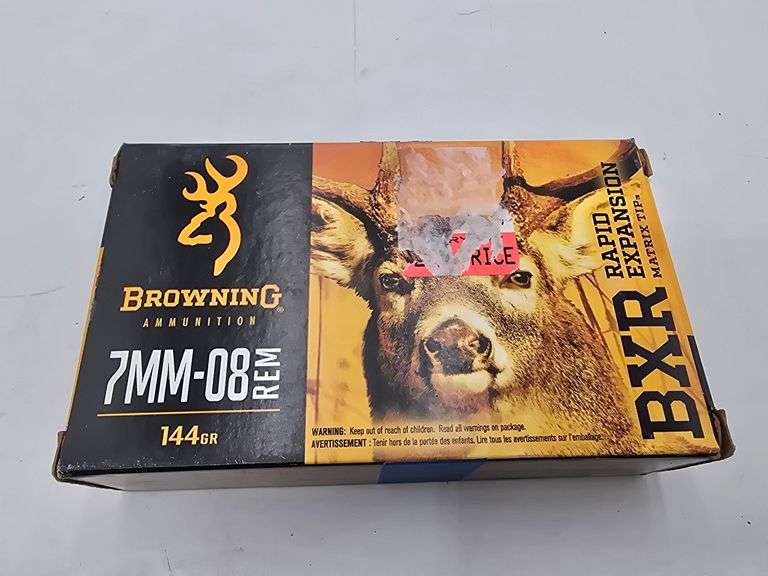 BROWNING
AMMUNITION
7MM-08 REM
144GR
RICE
WARNING: Keep out of reach of children. Read all warnings on package.
AVERTISSEMENT : Tenir hors de la portée des enfants. Lire tous les avertissements sur l'emballage.
BXR
RAPID
EXPANSION
MATRIX TIP